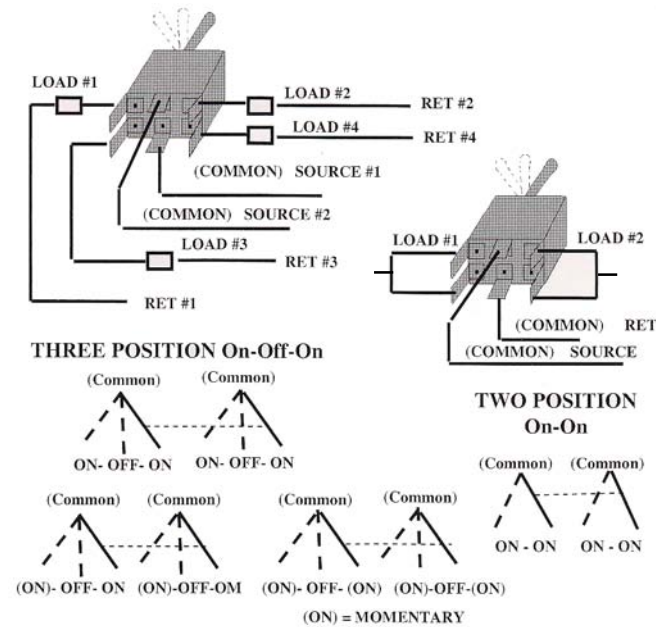 LOAD #1
LOAD #2
RET #2
LOAD #4
RET #4
(COMMON) SOURCE #1
(COMMON) SOURCE #2
LOAD #3
RET #3
RET #1
LOAD #1
LOAD #2
(COMMON) RET
(COMMON) SOURCE
THREE POSITION On-Off-On
(Common)
(Common)
ON- OFF- ON
ON- OFF- ON
TWO POSITION
On-On
(Common)
(Common)
ON - ON
ON - ON
(Common)
(Common)
(Common)
(Common)
(ON)- OFF- ON
(ON)-OFF-OM
(ON)- OFF- (ON)
(ON)-OFF-(ON)
(ON) = MOMENTARY